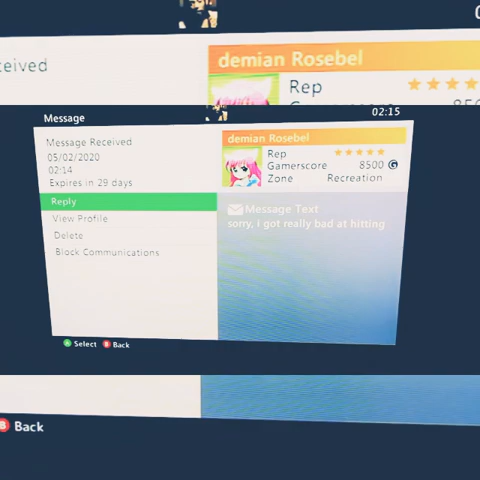 ceived
demian Rosebel
Rep
Message
02:15
Message Received
05/02/2020
02:14
Expires in 29 days
Reply
View Profile
Delete
Block Communications
demian Rosebel
Rep
Gamerscore 8500 G
Zone Recreation
Message Text
sorry, i got really bad at hitting
Select B Back
B Back